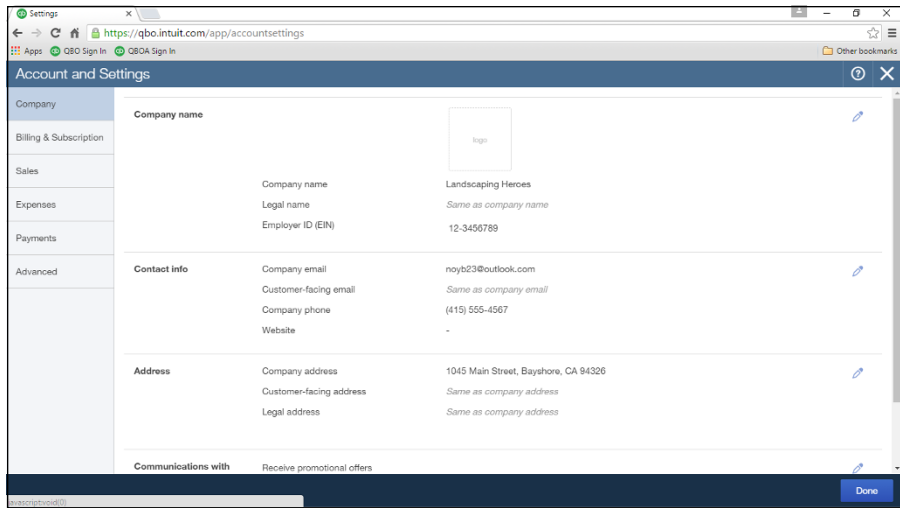 Settings
https://qbo.intuit.com/app/accountsettings
Apps QBO Sign In QBOA Sign In Other bookmarks
Account and Settings
Company
Billing & Subscription
Sales
Expenses
Payments
Advanced
Company name
logo
Company name Landscaping Heroes
Legal name Same as company name
Employer ID (EIN) 12-3456789
Contact info Company email noyb23@outlook.com
Customer-facing email Same as company email
Company phone (415) 555-4567
Website -
Address Company address 1045 Main Street, Bayshore, CA 94326
Customer-facing address Same as company address
Legal address Same as company address
Communications with Receive promotional offers
Done
javascript:void(0)